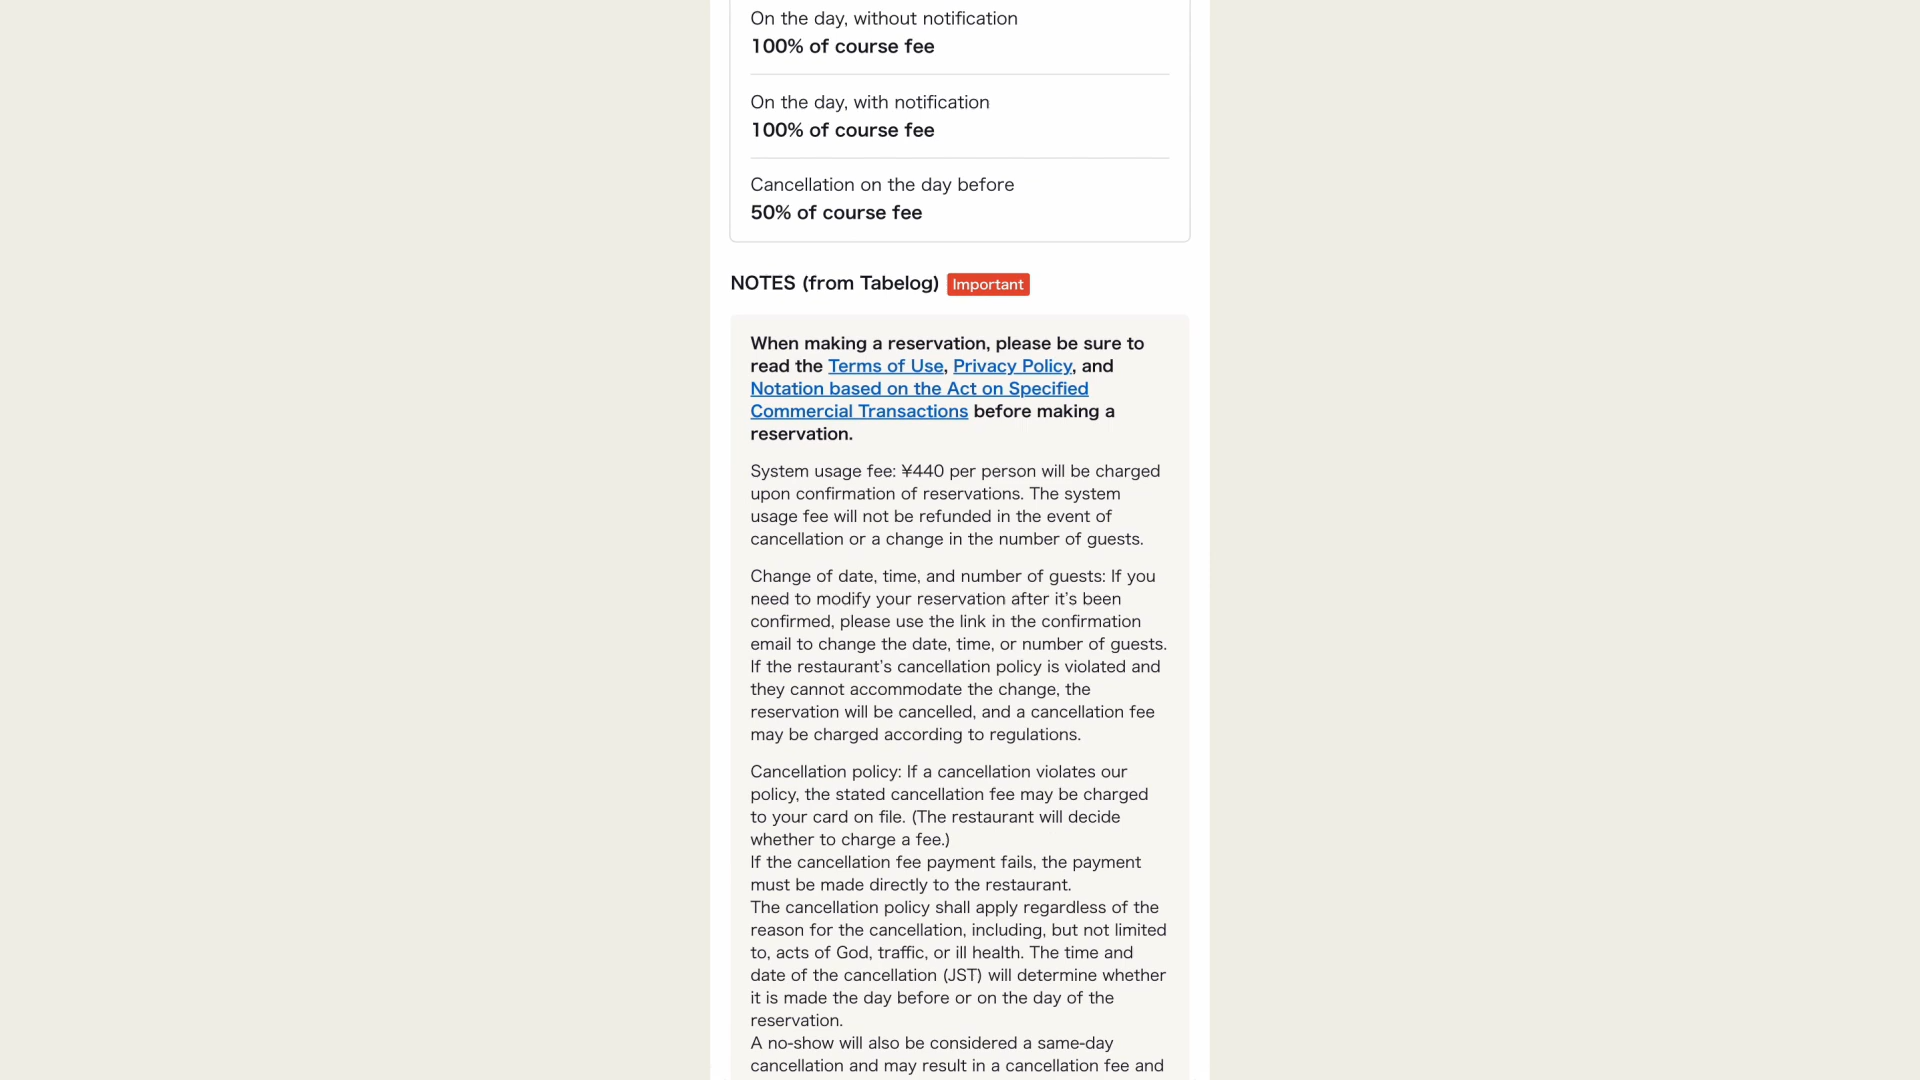 On the day, without notification
100% of course fee
On the day, with notification
100% of course fee
Cancellation on the day before
50% of course fee
NOTES (from Tabelog) Important
When making a reservation, please be sure to
read the Terms of Use, Privacy Policy, and
Notation based on the Act on Specified
Commercial Transactions before making a
reservation.
System usage fee: ¥440 per person will be charged
upon confirmation of reservations. The system
usage fee will not be refunded in the event of
cancellation or a change in the number of guests.
Change of date, time, and number of guests: If you
need to modify your reservation after it's been
confirmed, please use the link in the confirmation
email to change the date, time, or number of guests.
If the restaurant's cancellation policy is violated and
they cannot accommodate the change, the
reservation will be cancelled, and a cancellation fee
may be charged according to regulations.
Cancellation policy: If a cancellation violates our
policy, the stated cancellation fee may be charged
to your card on file. (The restaurant will decide
whether to charge a fee.)
If the cancellation fee payment fails, the payment
must be made directly to the restaurant.
The cancellation policy shall apply regardless of the
reason for the cancellation, including, but not limited
to, acts of God, traffic, or ill health. The time and
date of the cancellation (JST) will determine whether
it is made the day before or on the day of the
reservation.
A no-show will also be considered a same-day
cancellation and may result in a cancellation fee and